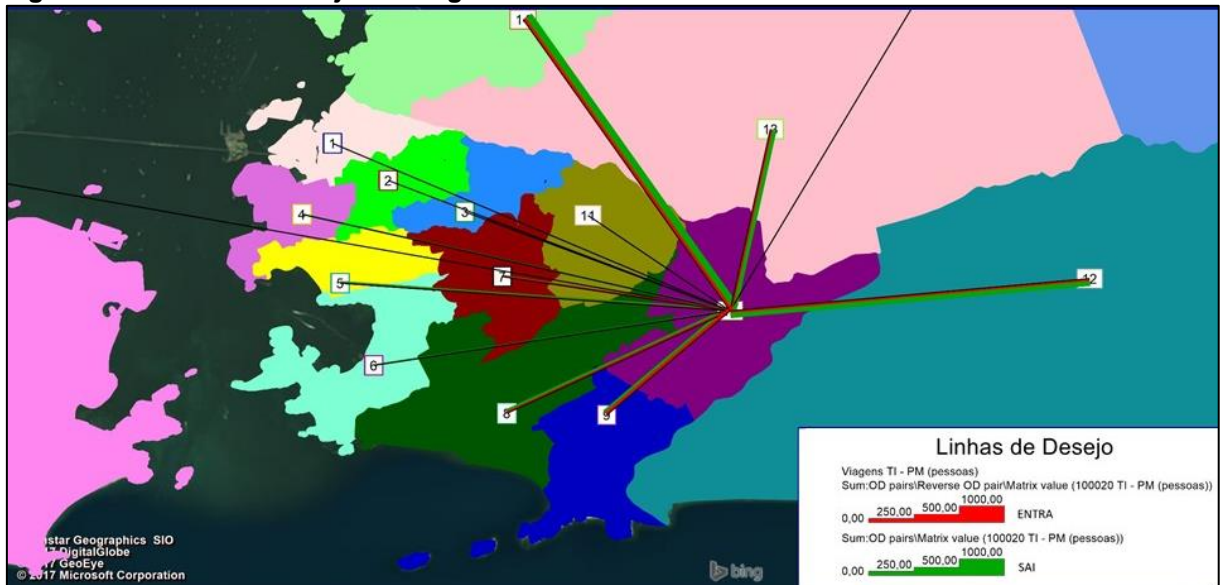 1
13
1
2
4
3
11
7
12
5
6
8
9
Linhas de Desejo
Viagens TI - PM (pessoas)
Sum:OD pairs\Reverse OD pair\Matrix value (100020 TI - PM (pessoas))
0,00 250,00 500,00 1000,00 ENTRA
Sum:OD pairs\Matrix value (100020 TI - PM (pessoas))
0,00 250,00 500,00 1000,00 SAI
Geographics SIO
DigitalGlobe
GeoEye
© 2017 Microsoft Corporation
bing